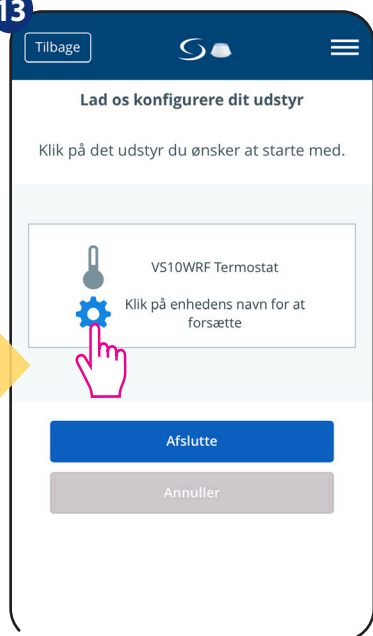 13
Tilbage
Lad os konfigurere dit udstyr
Klik på det udstyr du ønsker at starte med.
VS10WRF Termostat
Klik på enhedens navn for at
forsætte
Afslutte
Annuller